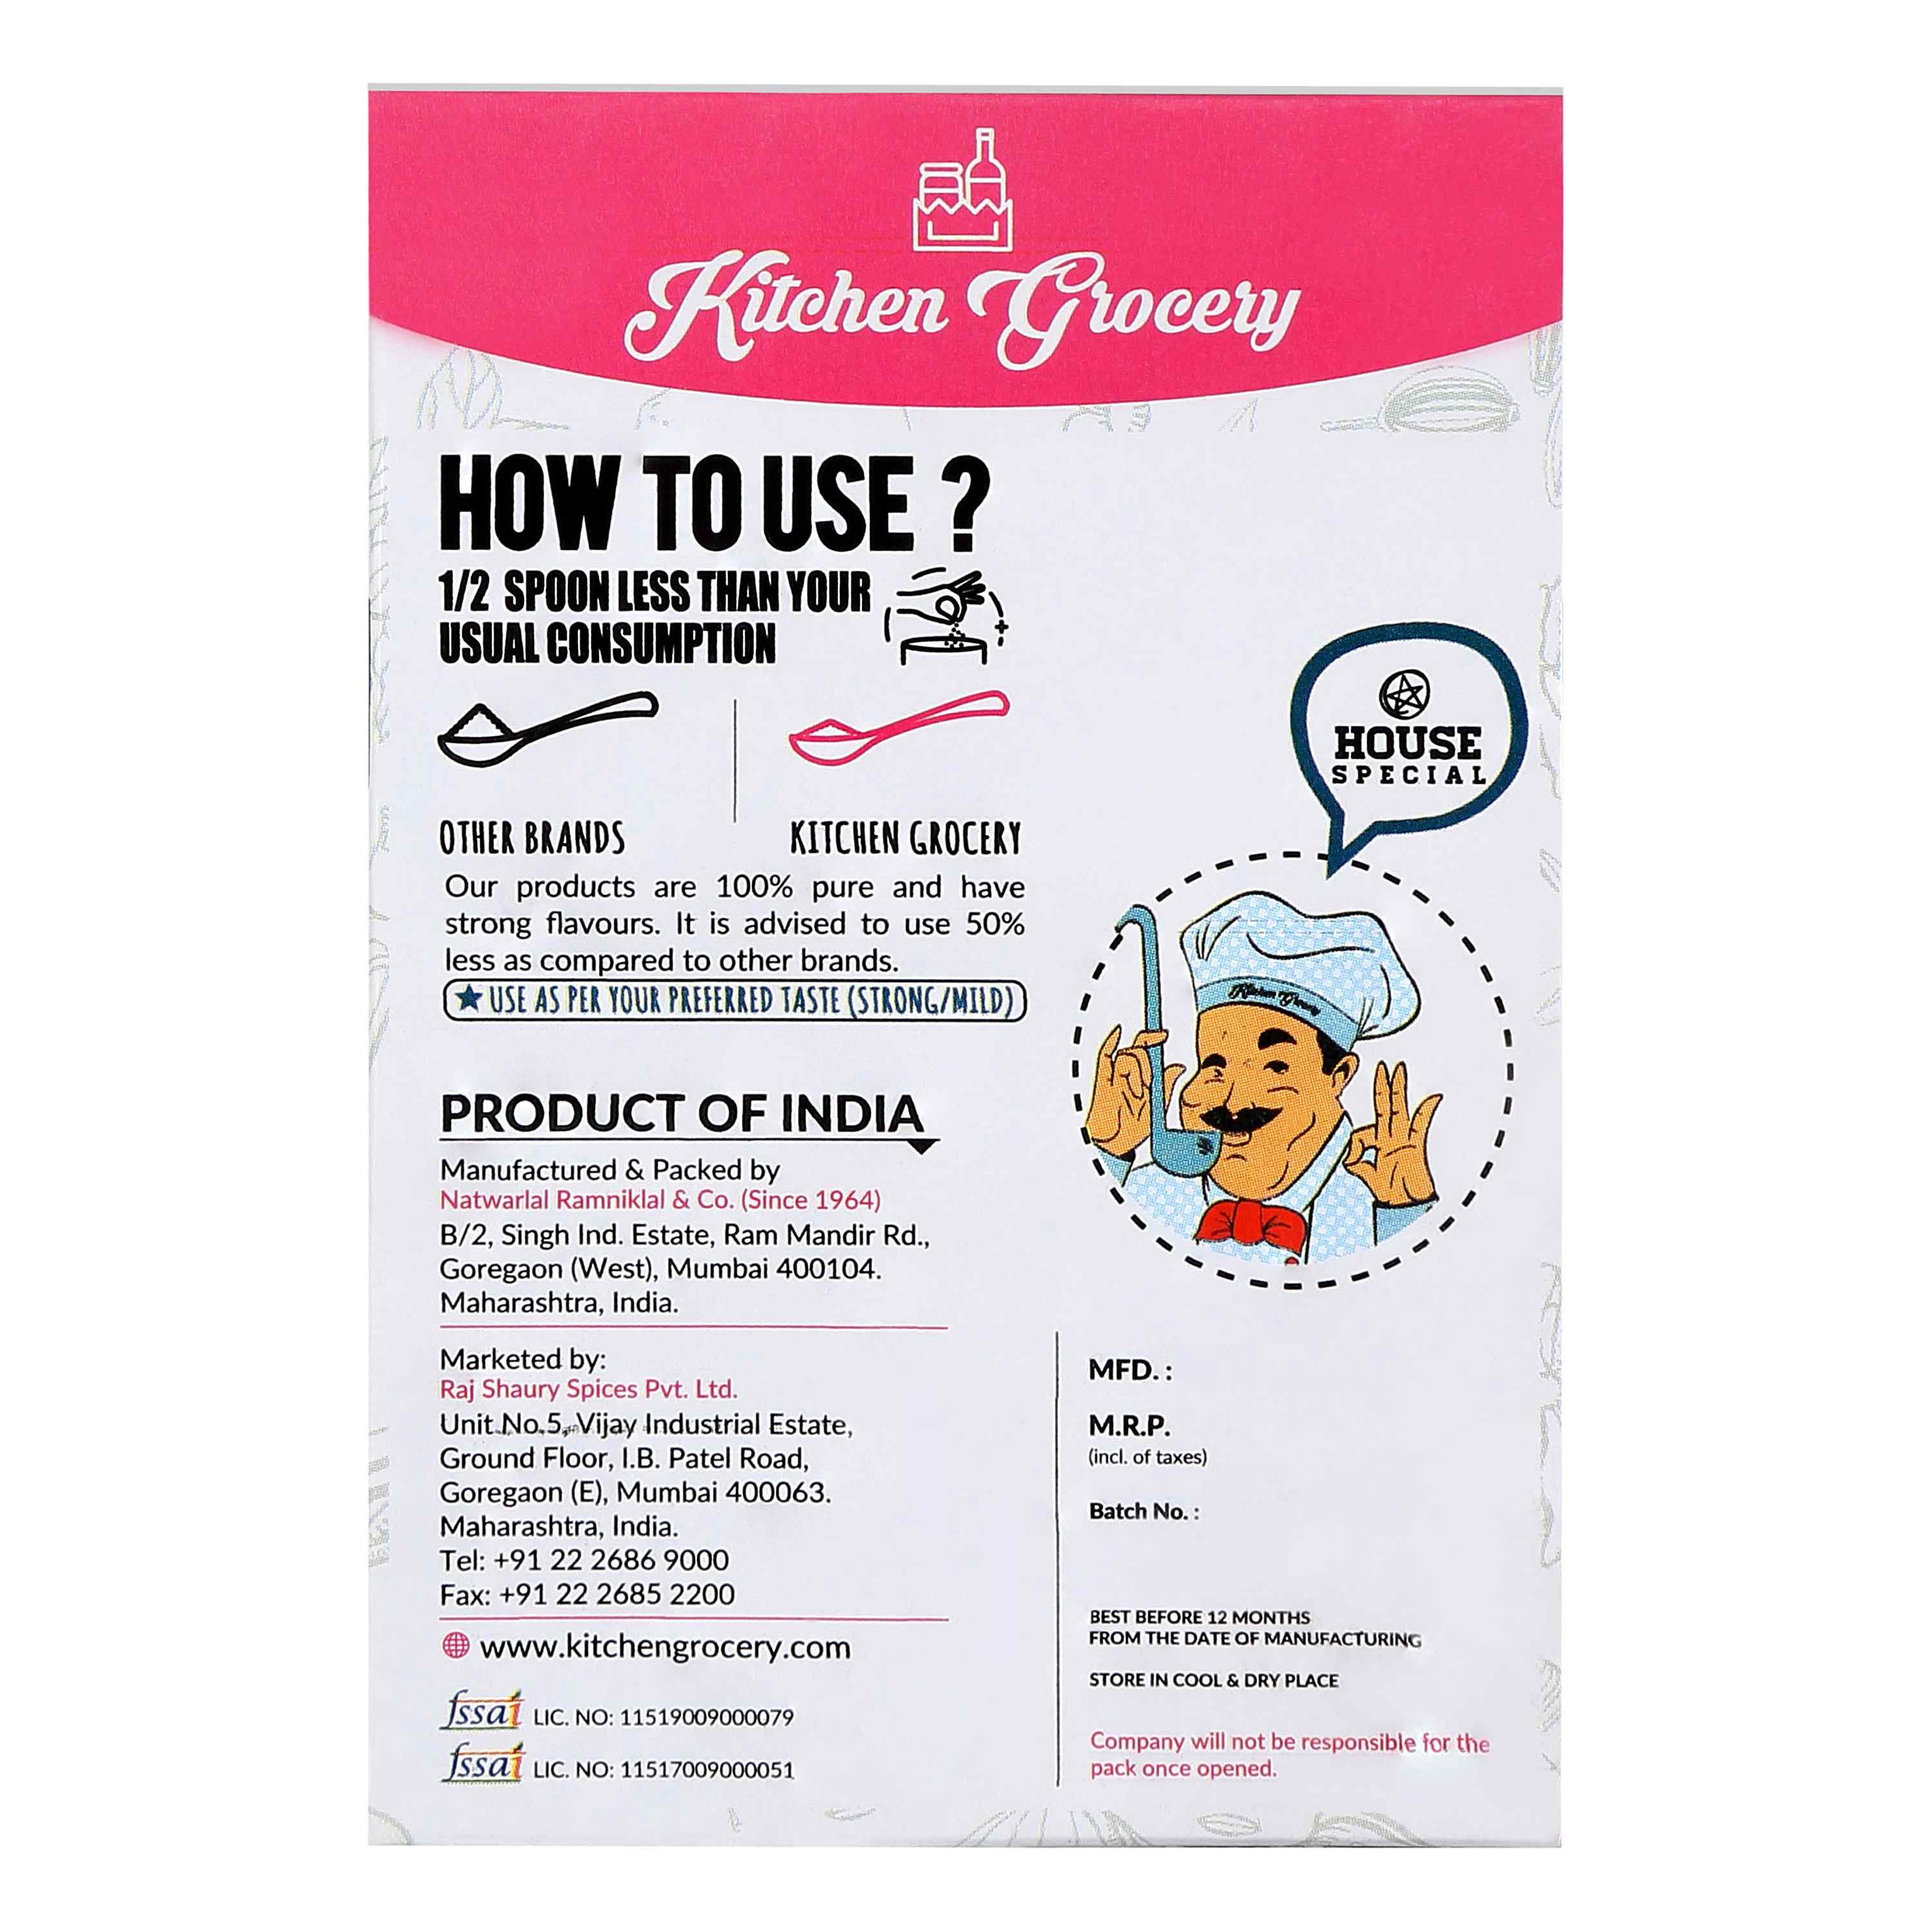 Kitchen Grocery
HOW TO USE ?
1/2 SPOON LESS THAN YOUR
USUAL CONSUMPTION
OTHER BRANDS
KITCHEN GROCERY
Our products are 100% pure and have
strong flavours. It is advised to use 50%
less as compared to other brands.
USE AS PER YOUR PREFERRED TASTE (STRONG/MILD)
HOUSE
SPECIAL
Kitchen Grocery
PRODUCT OF INDIA
Manufactured & Packed by
Natwarlal Ramniklal & Co. (Since 1964)
B/2, Singh Ind. Estate, Ram Mandir Rd.,
Goregaon (West), Mumbai 400104.
Maharashtra, India.
Marketed by:
Raj Shaury Spices Pvt. Ltd.
Unit No.5, Vijay Industrial Estate,
Ground Floor, I.B. Patel Road,
Goregaon (E), Mumbai 400063.
Maharashtra, India.
Tel: +91 22 2686 9000
Fax: +91 22 2685 2200
www.kitchengrocery.com
fssai LIC. NO: 11519009000079
fssai LIC. NO: 11517009000051
MFD. :
M.R.P.
(incl. of taxes)
Batch No. :
BEST BEFORE 12 MONTHS
FROM THE DATE OF MANUFACTURING
STORE IN COOL & DRY PLACE
Company will not be responsible for the
pack once opened.